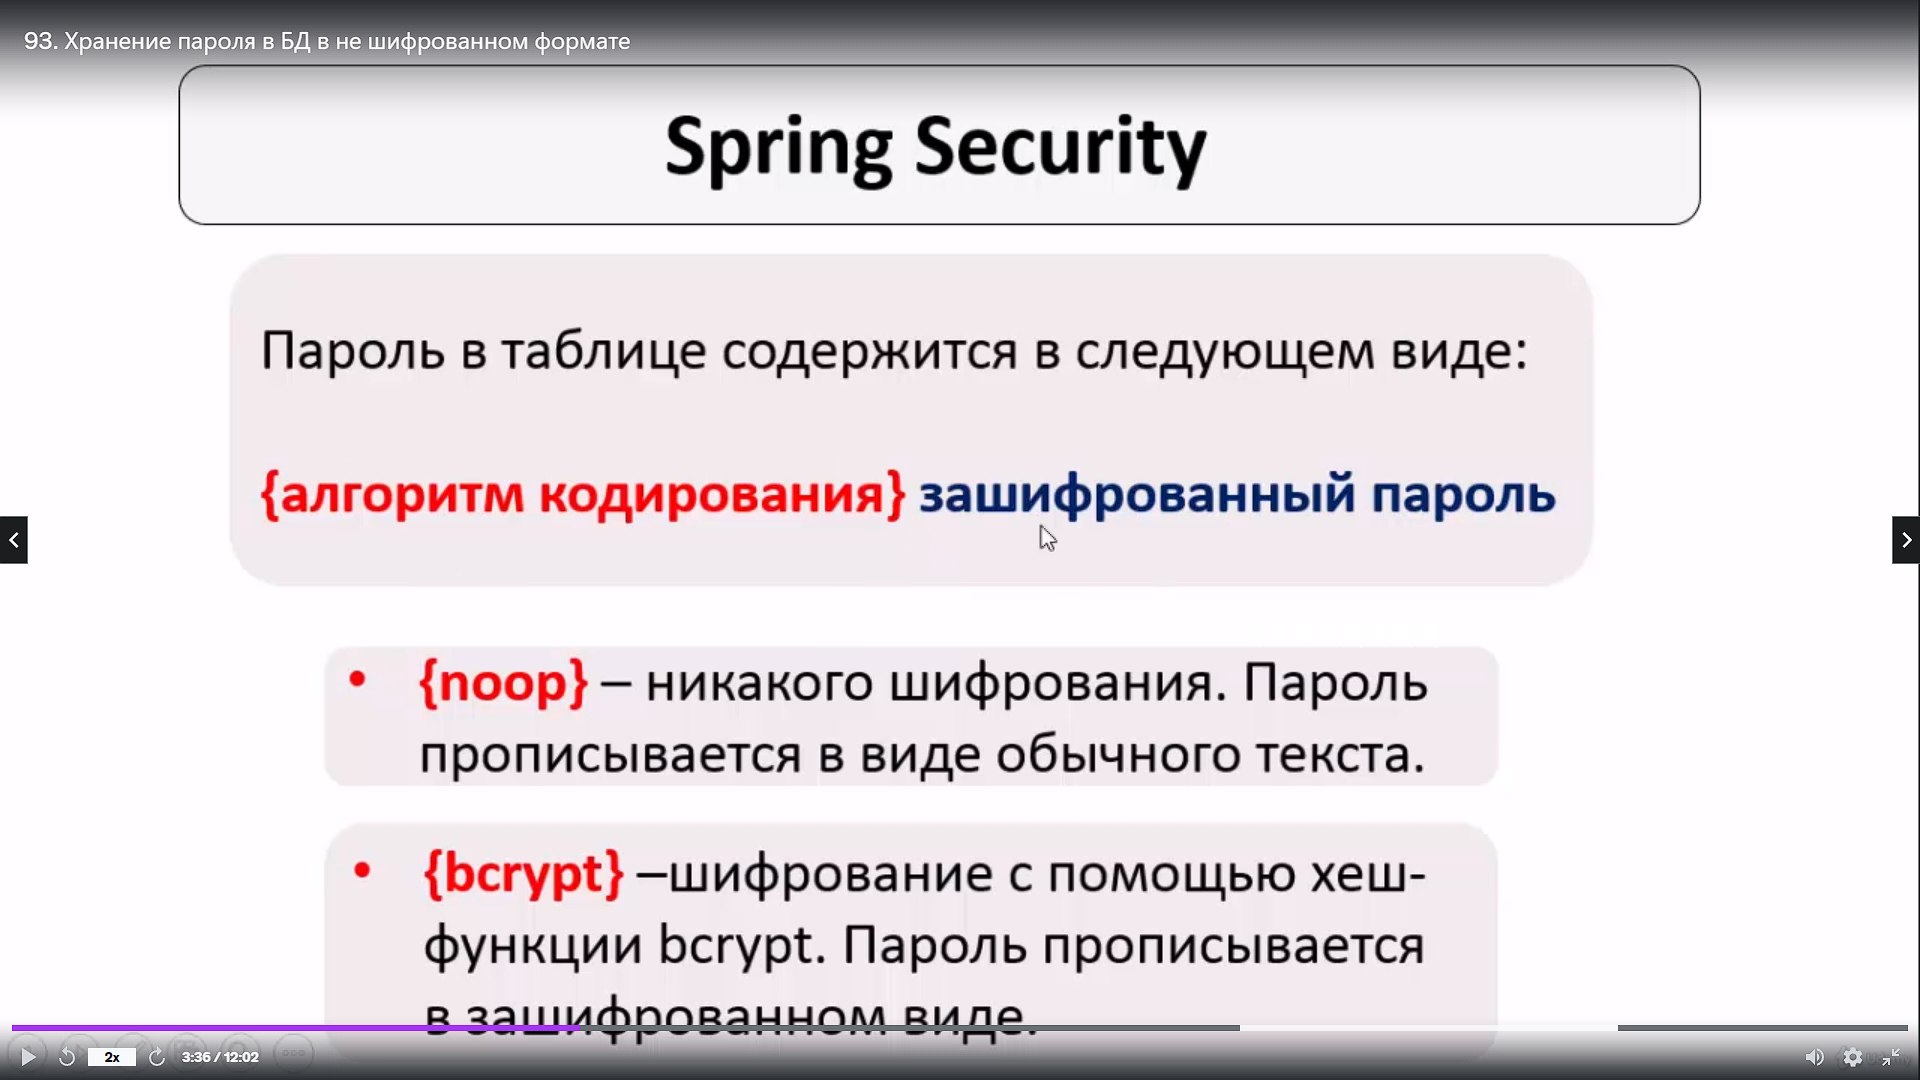 93. Хранение пароля в БД в не шифрованном формате
Spring Security
Пароль в таблице содержится в следующем виде:
{алгоритм кодирования} зашифрованный пароль
• {noop} – никакого шифрования. Пароль
прописывается в виде обычного текста.
• {bcrypt} –шифрование с помощью хеш-
функции bcrypt. Пароль прописывается
в зашифрованном виде.
2x
3:36 / 12:02